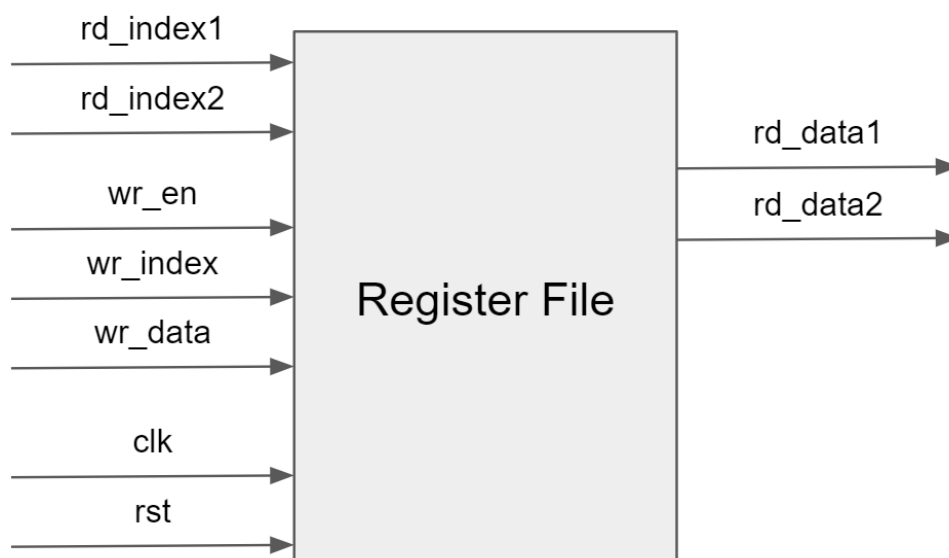 rd_index1
rd_index2
wr_en
wr_index
wr_data
clk
rst
Register File
rd_data1
rd_data2